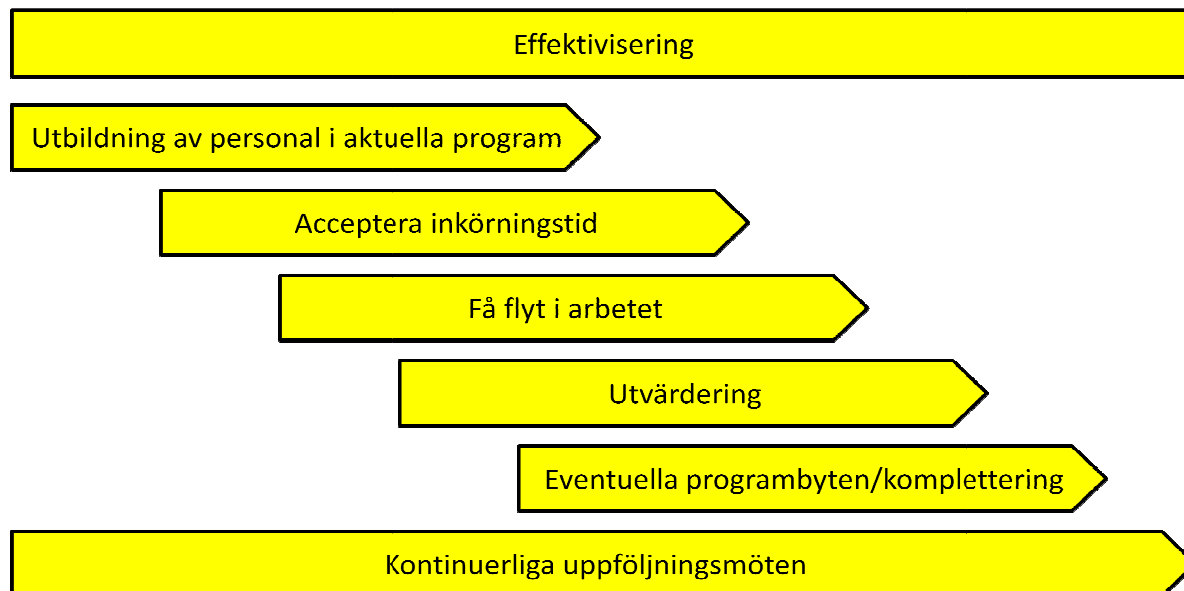 Effektivisering
Utbildning av personal i aktuella program
Acceptera inkörningstid
Få flyt i arbetet
Utvärdering
Eventuella programbyten/komplettering
Kontinuerliga uppföljningsmöten